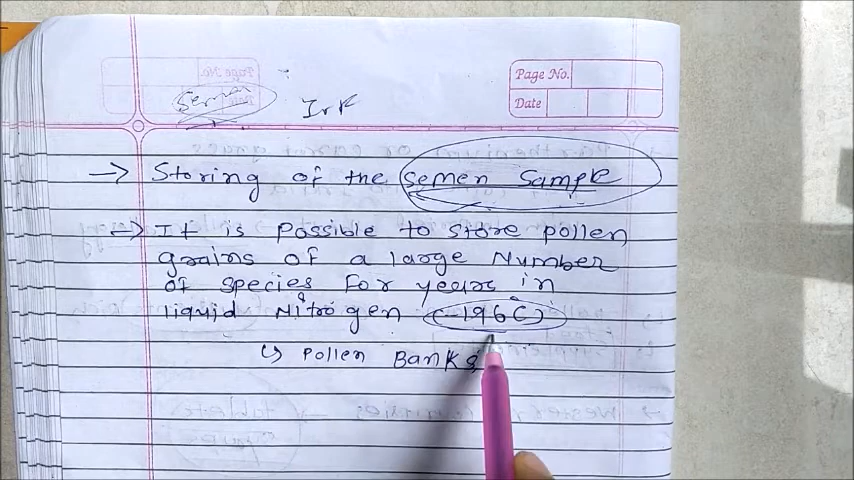 Page No.
Date
Semen
IVF
→ Storing of the semen Sample
→ It is possible to store pollen
grains of a large Number
of species for years in
liquid Nitrogen (-196°C)
↳ pollen Banks